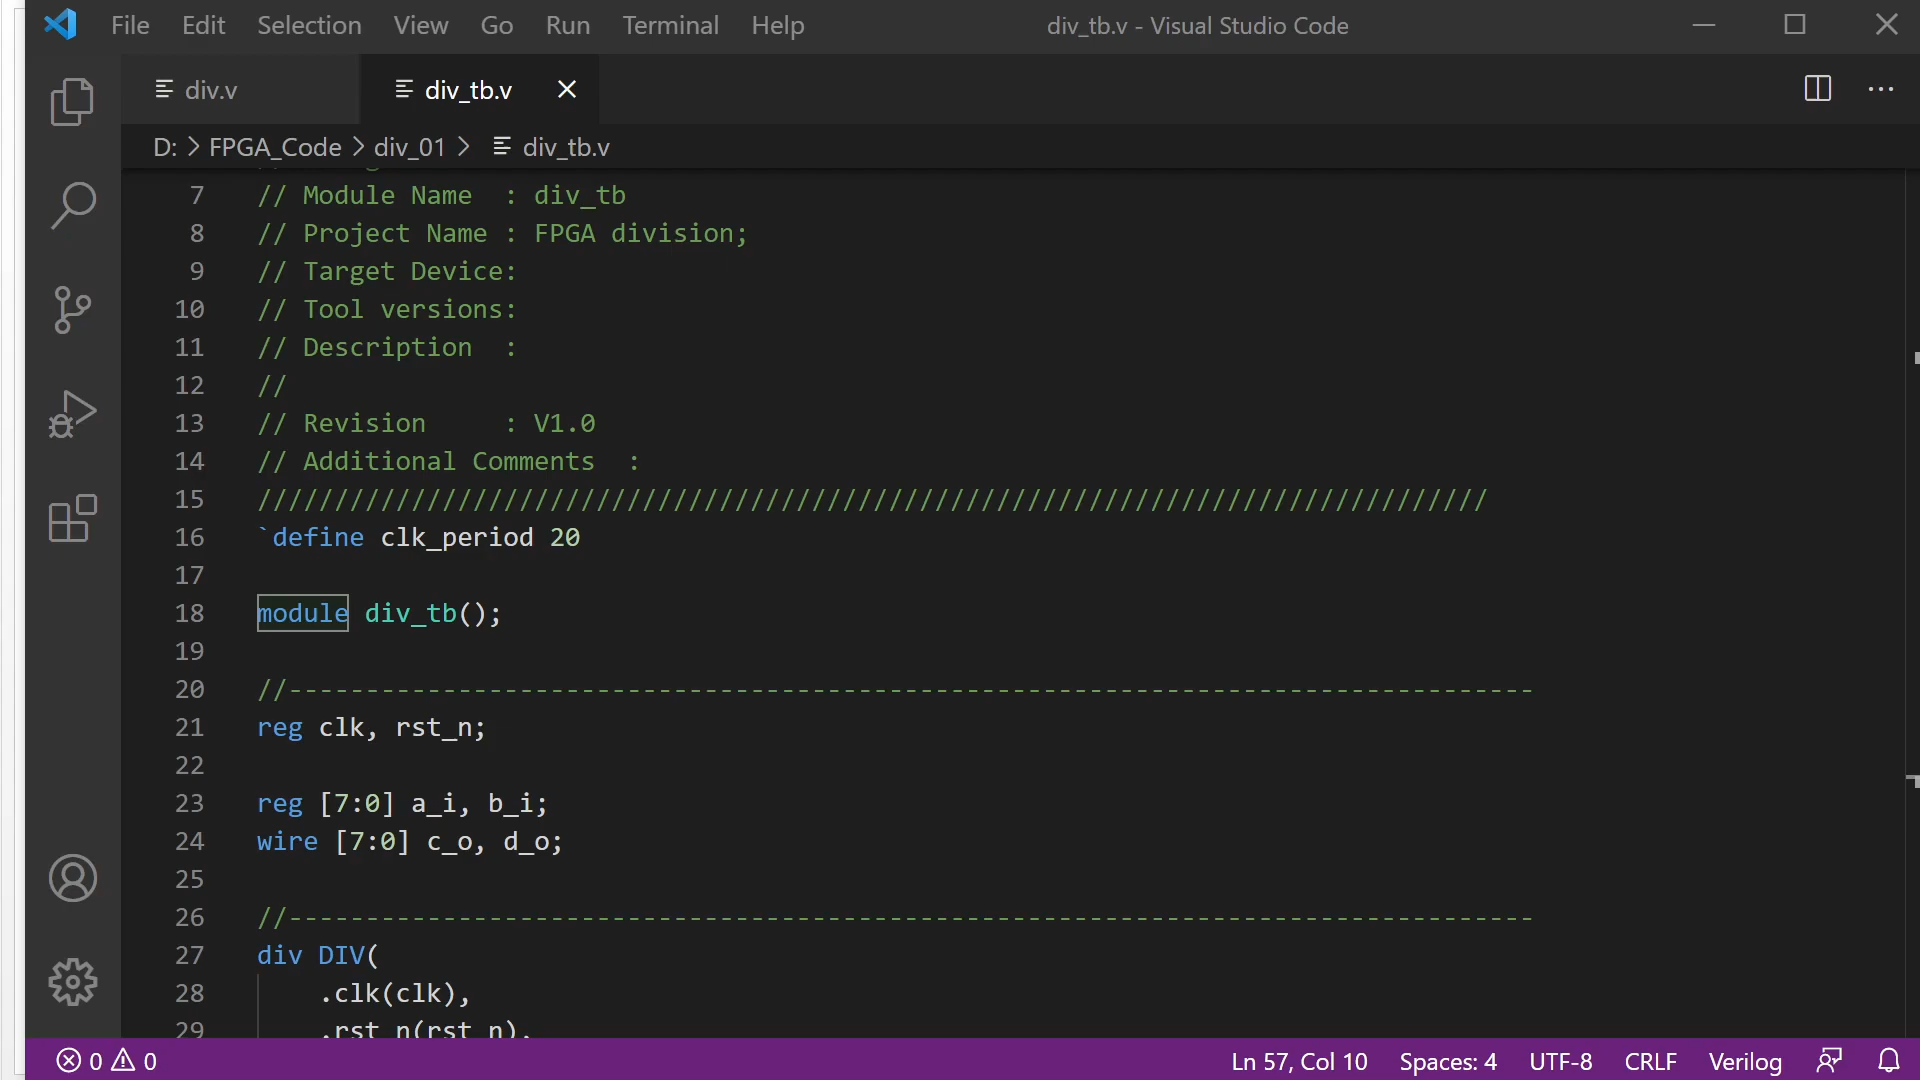 File Edit Selection View Go Run Terminal Help div_tb.v - Visual Studio Code
div.v div_tb.v
D: > FPGA_Code > div_01 > div_tb.v
7 // Module Name  : div_tb
8 // Project Name : FPGA division;
9 // Target Device:
10 // Tool versions:
11 // Description  :
12 //
13 // Revision     : V1.0
14 // Additional Comments  :
15 ////////////////////////////////////////////////////////////////////////////////
16 `define clk_period 20
17
18 module div_tb();
19
20 //---------------------------------------------------------------------------------
21 reg clk, rst_n;
22
23 reg [7:0] a_i, b_i;
24 wire [7:0] c_o, d_o;
25
26 //---------------------------------------------------------------------------------
27 div DIV(
28 .clk(clk),
29 .rst_n(rst_n),
0 0 Ln 57, Col 10 Spaces: 4 UTF-8 CRLF Verilog